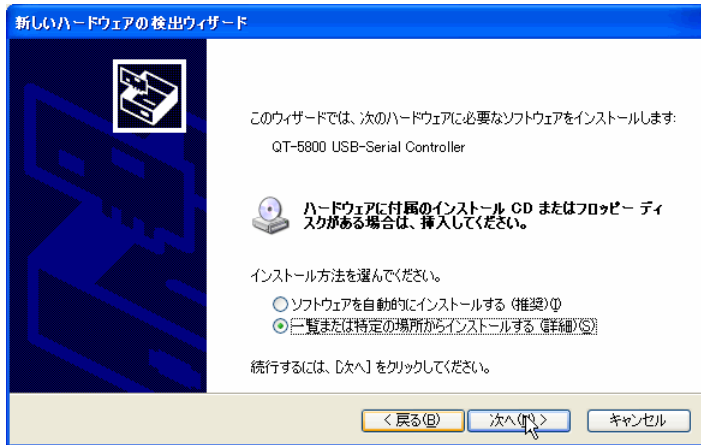 新しいハードウェアの検出ウィザード
このウィザードでは、次のハードウェアに必要なソフトウェアをインストールします:
QT-5800 USB-Serial Controller
ハードウェアに付属のインストール CD またはフロッピー ディ
スクがある場合は、挿入してください。
インストール方法を選んでください。
ソフトウェアを自動的にインストールする (推奨)(I)
一覧または特定の場所からインストールする (詳細)(S)
続行するには、[次へ] をクリックしてください。
< 戻る(B)
次へ(N) >
キャンセル